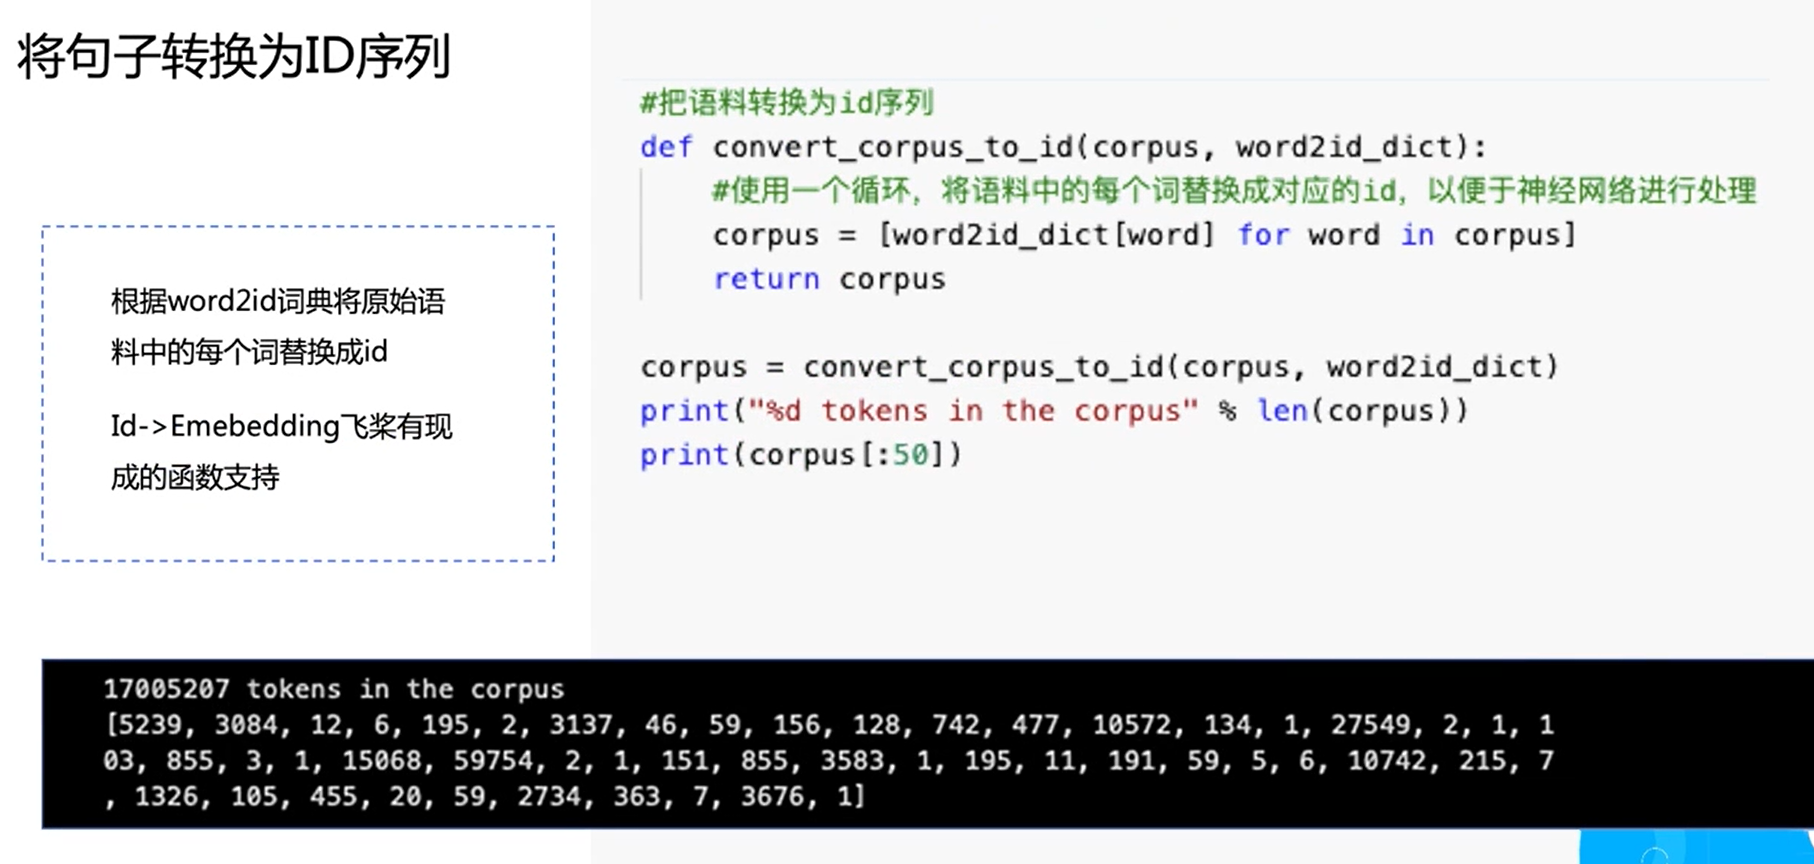 将句子转换为ID序列
根据word2id词典将原始语
料中的每个词替换成id
Id->Emebedding飞桨有现
成的函数支持
#把语料转换为id序列
def convert_corpus_to_id(corpus, word2id_dict):
    #使用一个循环，将语料中的每个词替换成对应的id，以便于神经网络进行处理
    corpus = [word2id_dict[word] for word in corpus]
    return corpus
corpus = convert_corpus_to_id(corpus, word2id_dict)
print("%d tokens in the corpus" % len(corpus))
print(corpus[:50])
17005207 tokens in the corpus
[5239, 3084, 12, 6, 195, 2, 3137, 46, 59, 156, 128, 742, 477, 10572, 134, 1, 27549, 2, 1, 1
03, 855, 3, 1, 15068, 59754, 2, 1, 151, 855, 3583, 1, 195, 11, 191, 59, 5, 6, 10742, 215, 7
, 1326, 105, 455, 20, 59, 2734, 363, 7, 3676, 1]